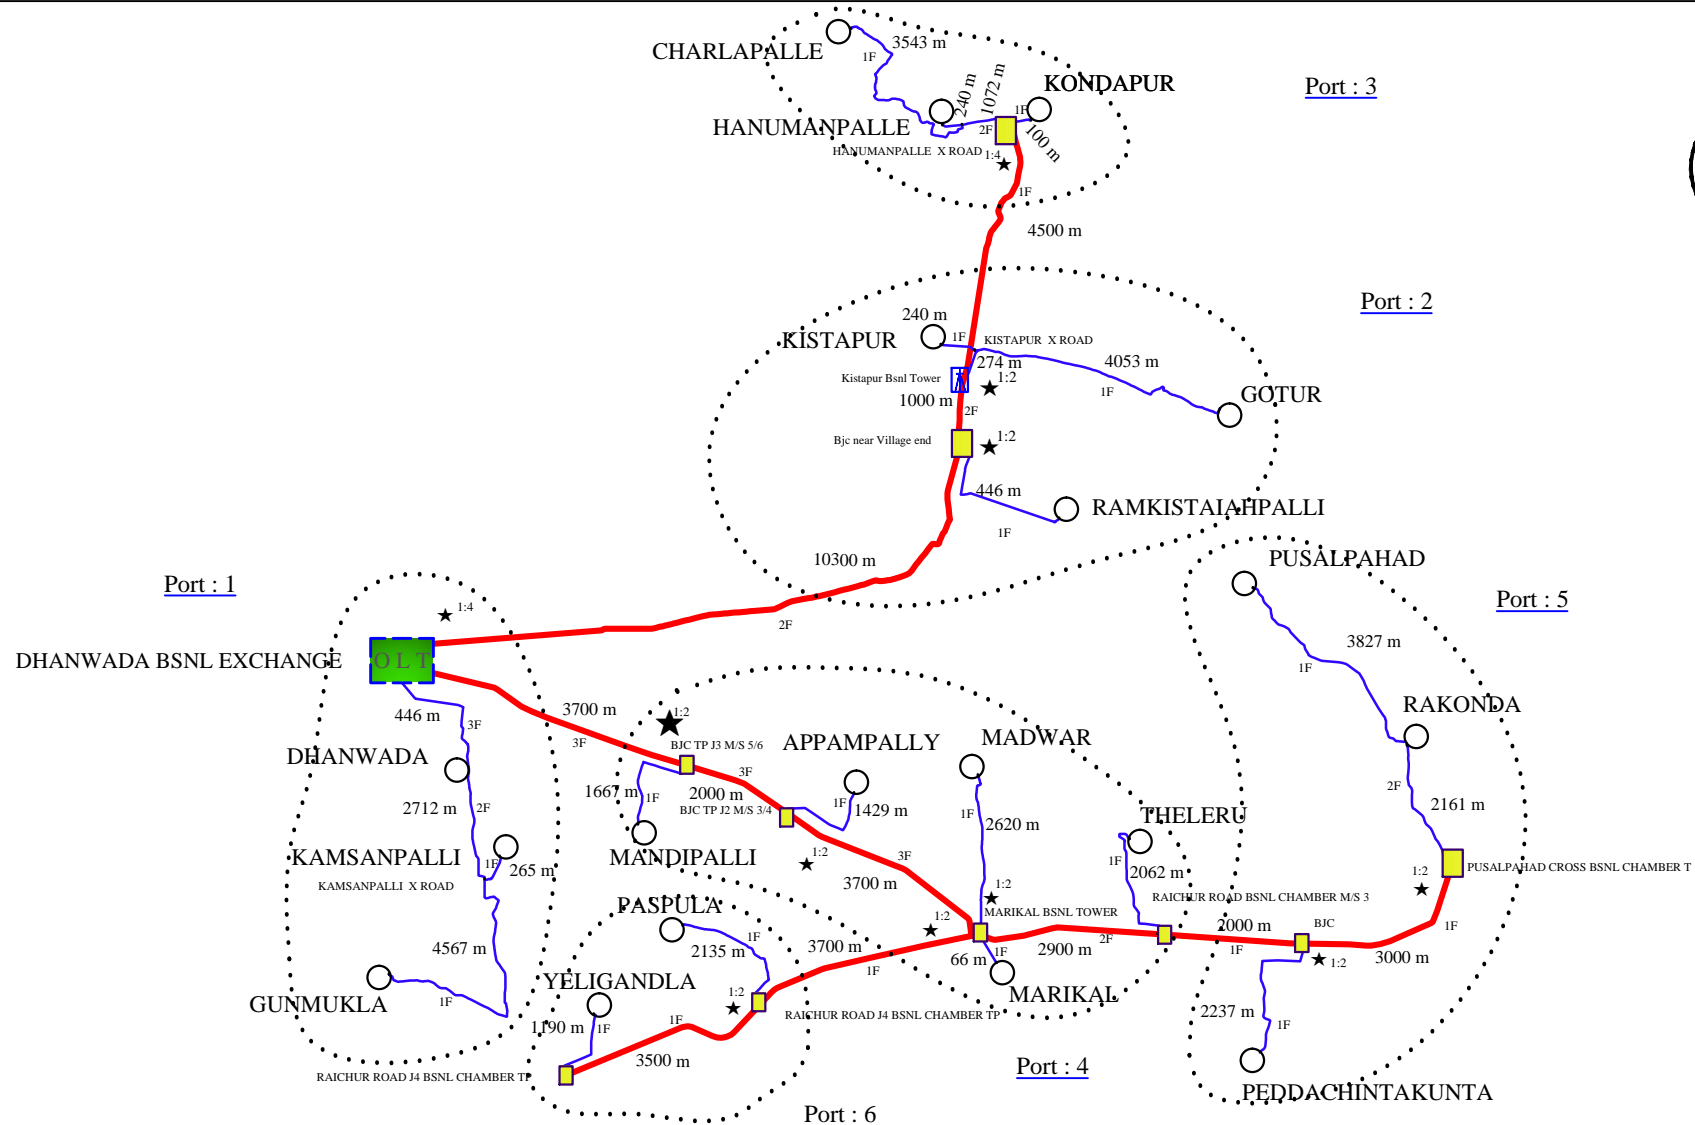 CHARLAPALLE
3543 m
1F
240 m
1072 m
1F
KONDAPUR
Port : 3
HANUMANPALLE
2F
100 m
HANUMANPALLE X ROAD
1:4
1F
4500 m
Port : 2
240 m
KISTAPUR
1F
KISTAPUR X ROAD
274 m
4053 m
Kistapur Bsnl Tower
1:2
1F
1000 m
2F
GOTUR
Bjc near Village end
1:2
446 m
RAMKISTAIAHPALLI
1F
10300 m
2F
Port : 1
1:4
DHANWADA BSNL EXCHANGE
O L T
PUSALPAHAD
Port : 5
3827 m
1F
446 m
3F
3700 m
3F
1:2
BJC TP J3 M/S 5/6
APPAMPALLY
MADWAR
RAKONDA
DHANWADA
3F
1667 m
1F
2000 m
BJC TP J2 M/S 3/4
1F
1429 m
1F
2F
2712 m
2F
2161 m
2620 m
THELERU
KAMSANPALLI
1F
265 m
MANDIPALLI
1:2
3F
1F
2062 m
KAMSANPALLI X ROAD
3700 m
1:2
1:2
PUSALPAHAD CROSS BSNL CHAMBER T
RAICHUR ROAD BSNL CHAMBER M/S 3
PASPULA
1:2
MARIKAL BSNL TOWER
2000 m
BJC
1F
4567 m
2135 m
1F
3700 m
1F
66 m
1F
2900 m
2F
1F
1:2
3000 m
GUNMUKLA
1F
YELIGANDLA
1:2
MARIKAL
RAICHUR ROAD J4 BSNL CHAMBER TP
2237 m
1F
1190 m
1F
1F
3500 m
RAICHUR ROAD J4 BSNL CHAMBER TP
Port : 4
PEDDACHINTAKUNTA
Port : 6